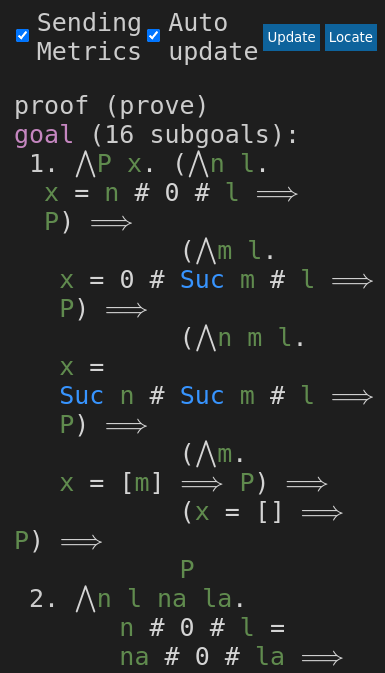 Sending Metrics
Auto update
Update
Locate
proof (prove)
goal (16 subgoals):
1. ⋀P x. (⋀n l.
x = n # 0 # l ⟹
P) ⟹
(⋀m l.
x = 0 # Suc m # l ⟹
P) ⟹
(⋀n m l.
x =
Suc n # Suc m # l ⟹
P) ⟹
(⋀m.
x = [m] ⟹ P) ⟹
(x = [] ⟹
P) ⟹
P
2. ⋀n l na la.
n # 0 # l =
na # 0 # la ⟹